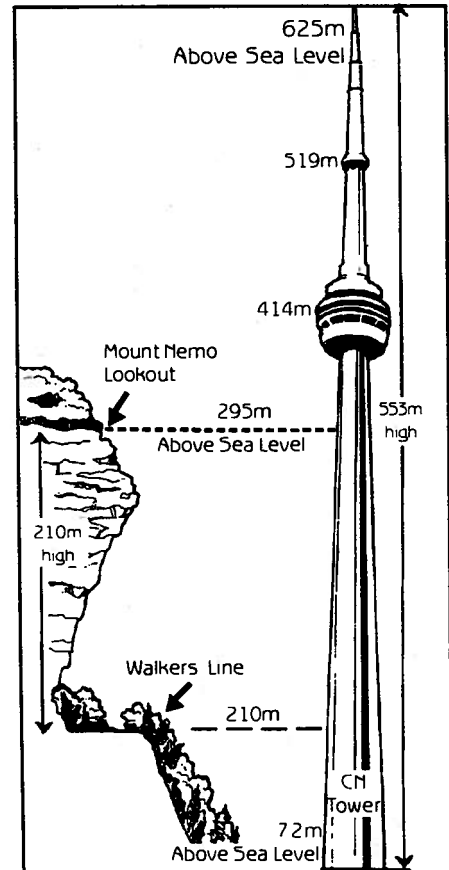 625m
Above Sea Level
519m
414m
Mount Nemo
Lookout
295m
Above Sea Level
553m
high
210m
high
Walkers Line
210m
CN
Tower
72m
Above Sea Level